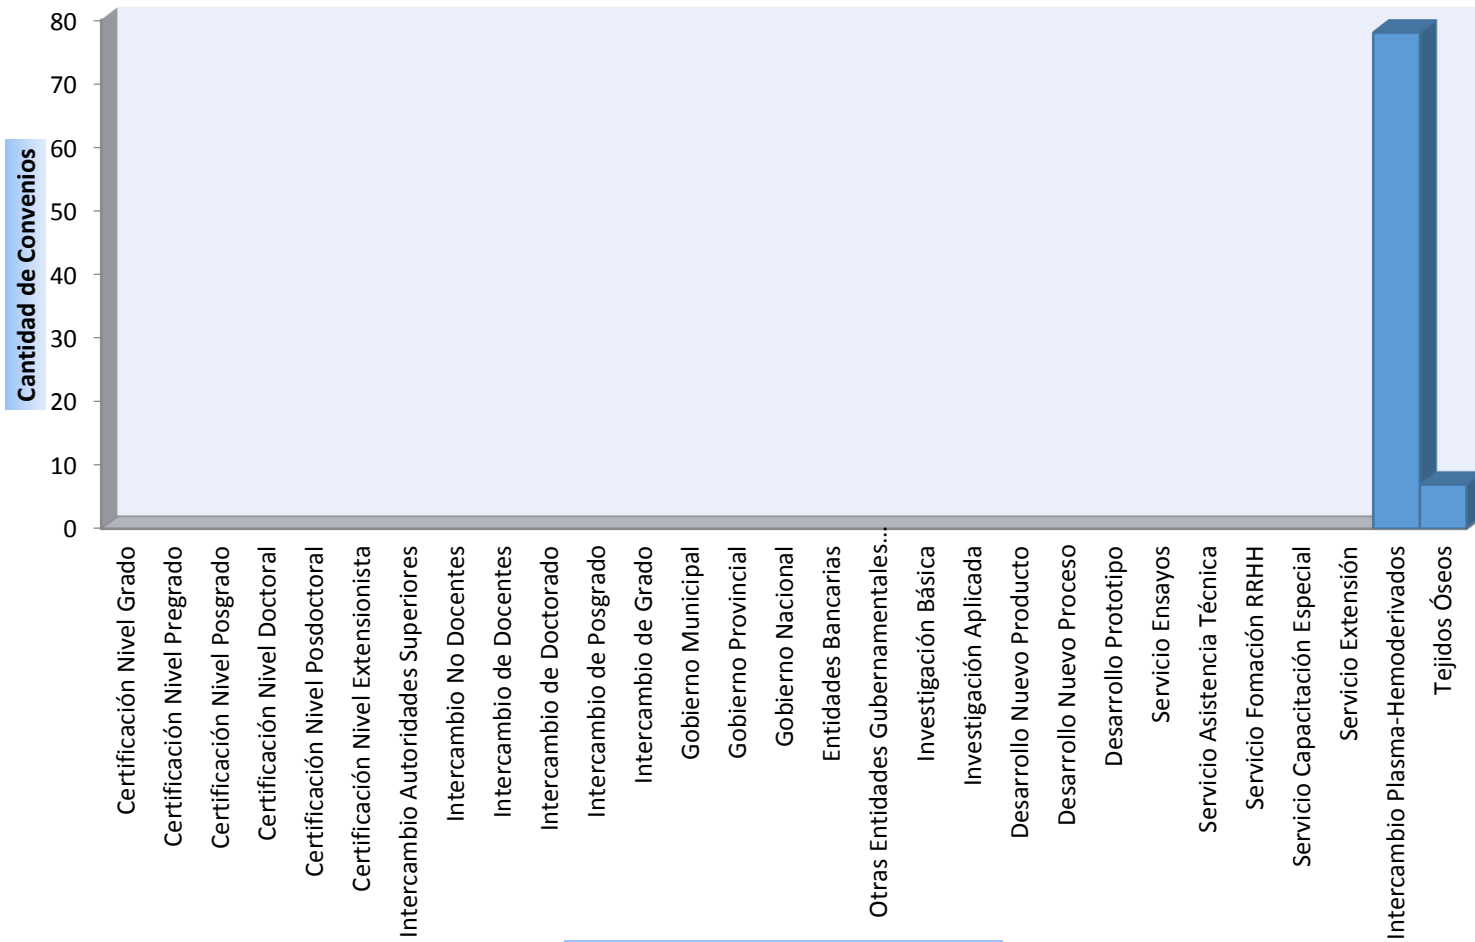 80
70
60
50
40
30
20
10
0
Cantidad de Convenios
Certificación Nivel Grado
Certificación Nivel Pregrado
Certificación Nivel Posgrado
Certificación Nivel Doctoral
Certificación Nivel Posdoctoral
Certificación Nivel Extensionista
Intercambio Autoridades Superiores
Intercambio No Docentes
Intercambio de Docentes
Intercambio de Doctorado
Intercambio de Posgrado
Intercambio de Grado
Gobierno Municipal
Gobierno Provincial
Gobierno Nacional
Entidades Bancarias
Otras Entidades Gubernamentales...
Investigación Básica
Investigación Aplicada
Desarrollo Nuevo Producto
Desarrollo Nuevo Proceso
Desarrollo Prototipo
Servicio Ensayos
Servicio Asistencia Técnica
Servicio Fomación RRHH
Servicio Capacitación Especial
Servicio Extensión
Intercambio Plasma-Hemoderivados
Tejidos Óseos